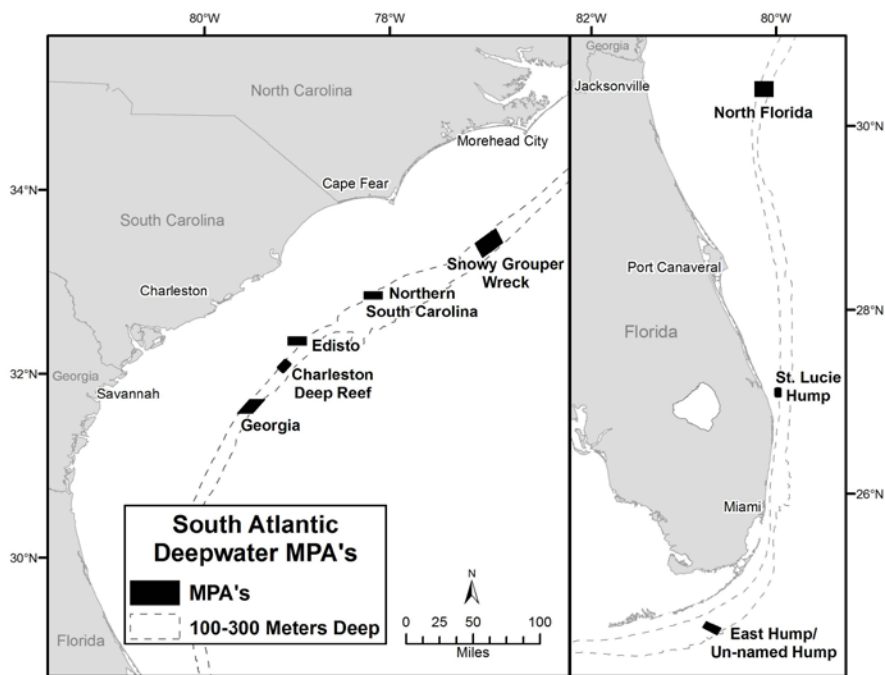 80°W
78°W
82°W
80°W
Georgia
North Carolina
Jacksonville
North Florida
30°N
Morehead City
Cape Fear
34°N
South Carolina
Snowy Grouper
Wreck
Port Canaveral
Charleston
Northern
South Carolina
28°N
Florida
Edisto
Georgia
32°N
Charleston
Deep Reef
St. Lucie
Hump
Savannah
Georgia
26°N
Miami
South Atlantic
Deepwater MPA's
MPA's
100-300 Meters Deep
30°N
N
0 25 50 100
Miles
Florida
East Hump/
Un-named Hump